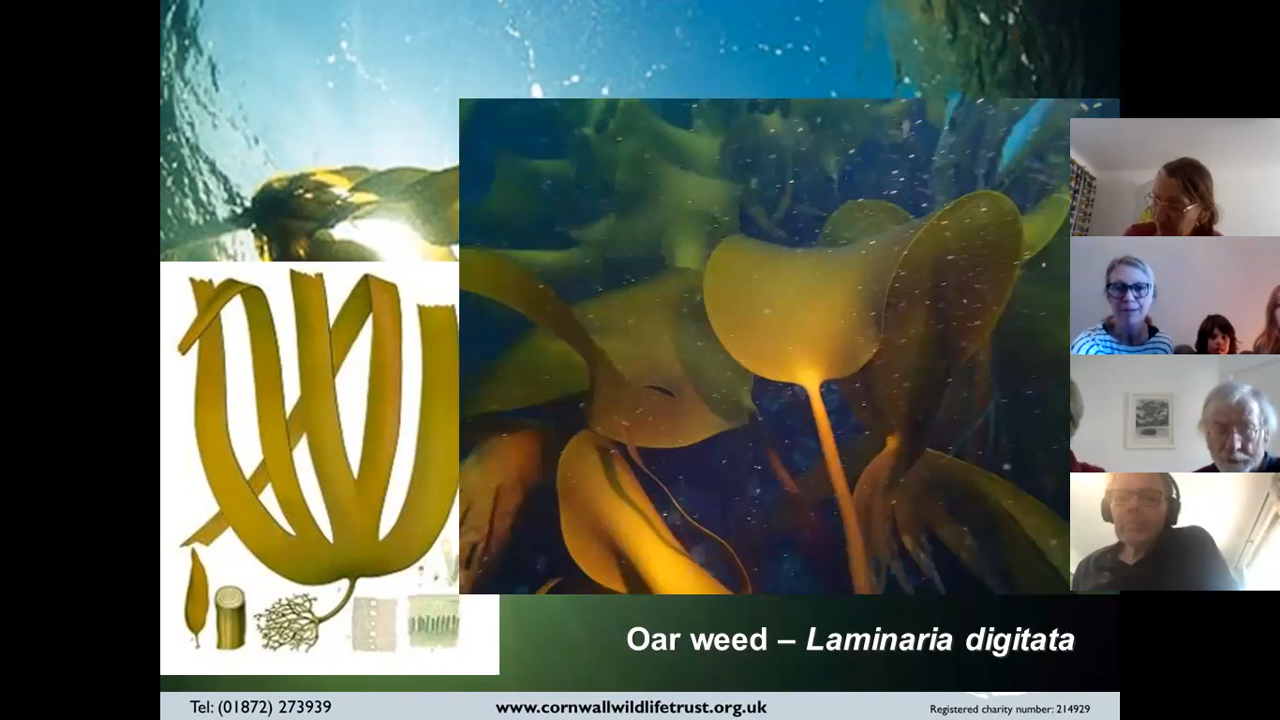 Oar weed – Laminaria digitata
Tel: (01872) 273939
www.cornwallwildlifetrust.org.uk
Registered charity number: 214929